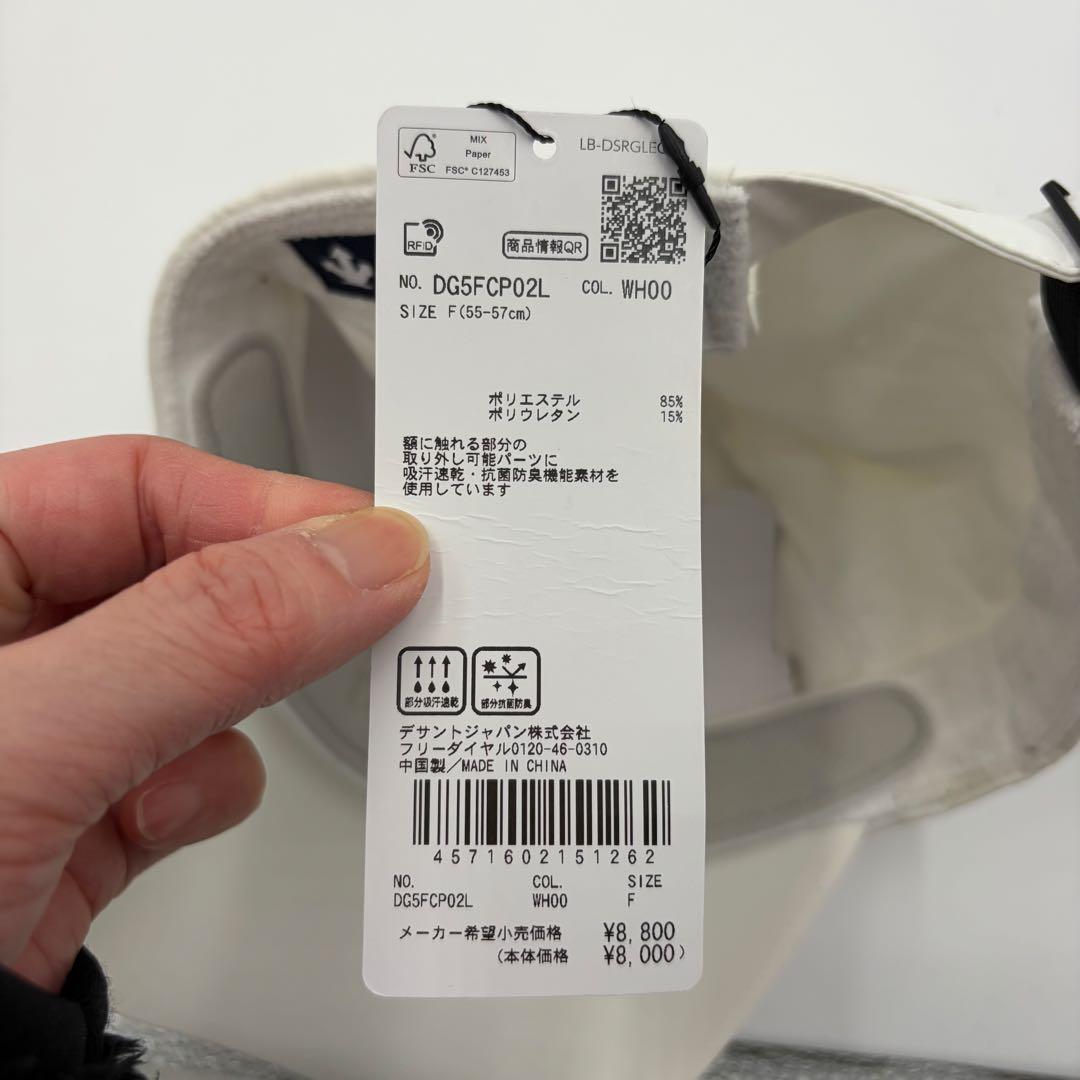 MIX
Paper
FSC® C127453
FSC
RFID
商品情報QR
NO. DG5FCP02L COL. WH00
SIZE F(55-57cm)
ポリエステル 85%
ポリウレタン 15%
額に触れる部分の
取り外し可能パーツに
吸汗速乾・抗菌防臭機能素材を
使用しています
部分吸汗速乾 部分抗菌防臭
デサントジャパン株式会社
フリーダイヤル0120-46-0310
中国製/MADE IN CHINA
4571602151262
NO. COL. SIZE
DG5FCP02L WH00 F
メーカー希望小売価格 ¥8,800
(本体価格 ¥8,000)